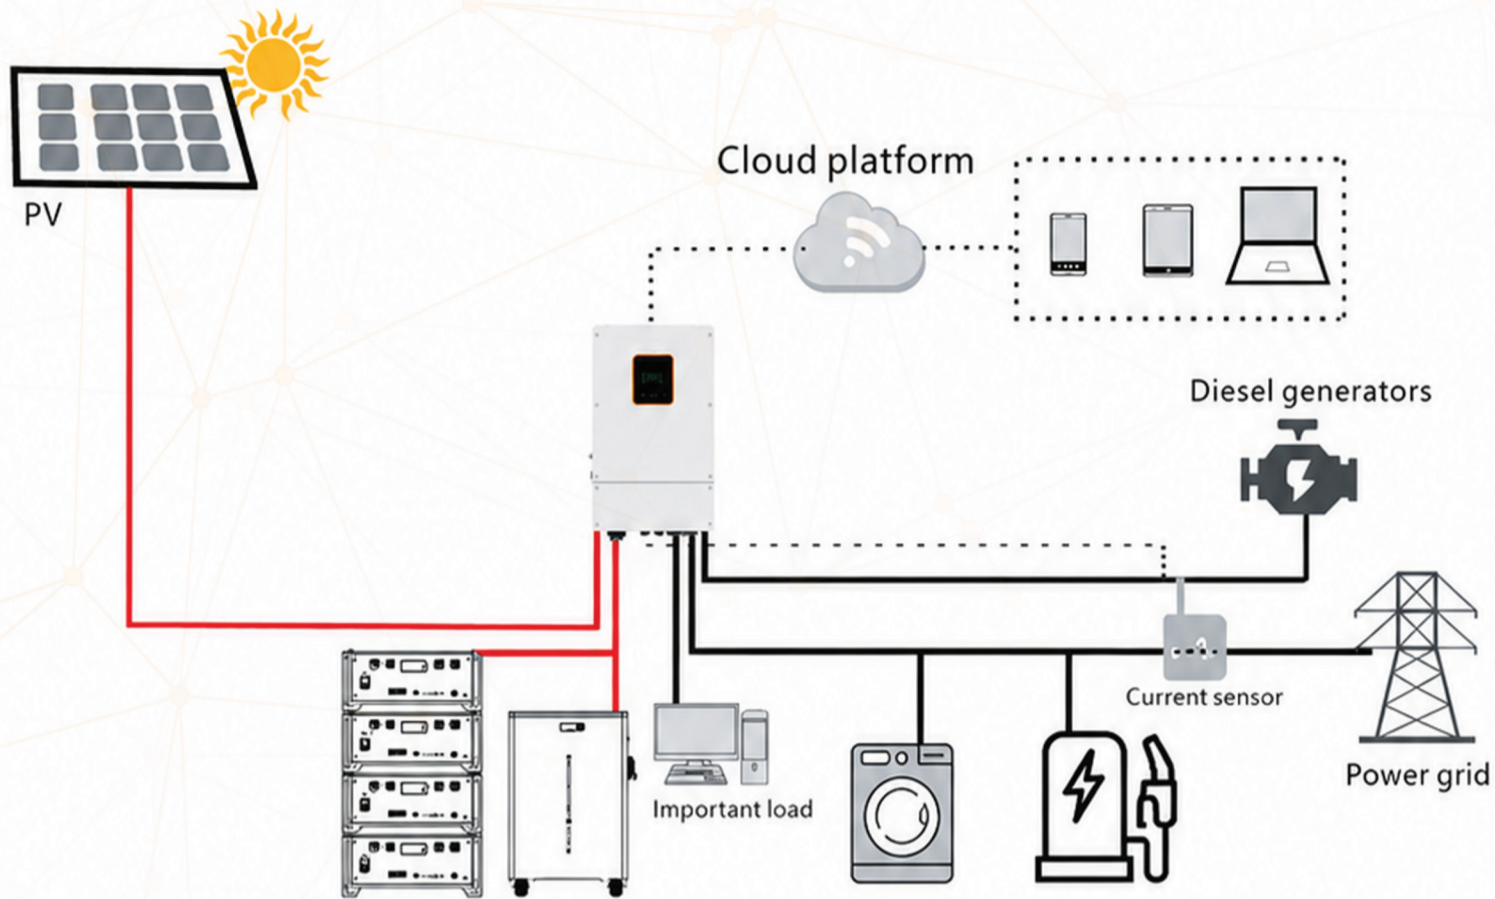 Cloud platform
PV
Diesel generators
Current sensor
Power grid
Important load